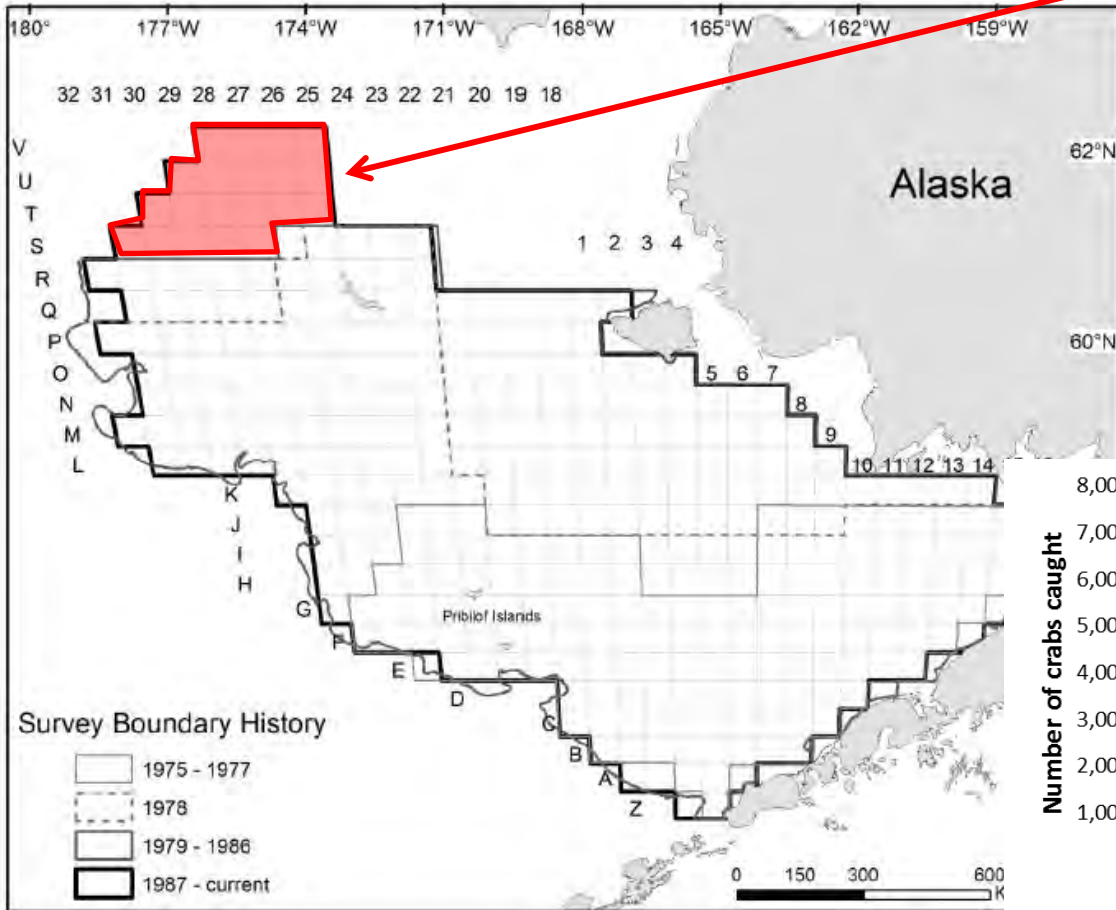 180° 177°W 174°W 171°W 168°W 165°W 162°W 159°W
32 31 30 29 28 27 26 25 24 23 22 21 20 19 18
62°N
Alaska
V
U
T
S
R
Q
P
O
N
M
L
1 2 3 4
60°N
5 6 7
8
9
10 11 12 13 14
K
J
I
H
G
F
E
D
C
B
A
Z
Pribilof Islands
Survey Boundary History
1975 - 1977
1978
1979 - 1986
1987 - current
0 150 300 600
K
Number of crabs caught
8,00
7,00
6,00
5,00
4,00
3,00
2,00
1,00